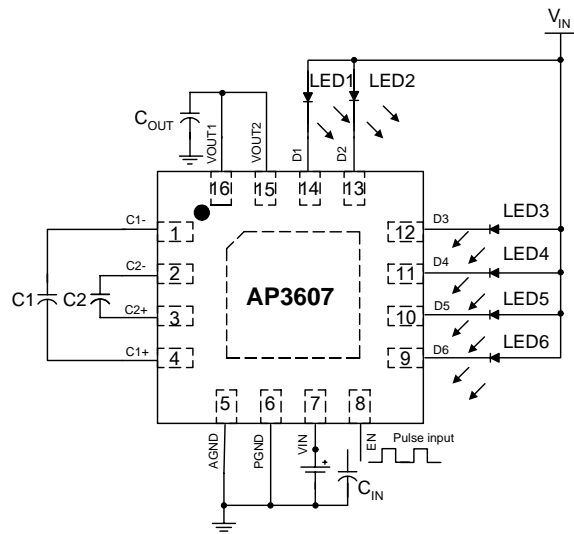 V_IN
LED1 LED2
C_OUT
VOUT1
VOUT2
D1
D2
16
15
14
13
C1-
1
12
D3
LED3
C2-
2
11
D4
LED4
C1
C2
AP3607
C2+
3
10
D5
LED5
C1+
4
9
D6
LED6
5
6
7
8
AGND
PGND
VIN
EN
Pulse input
+
C_IN